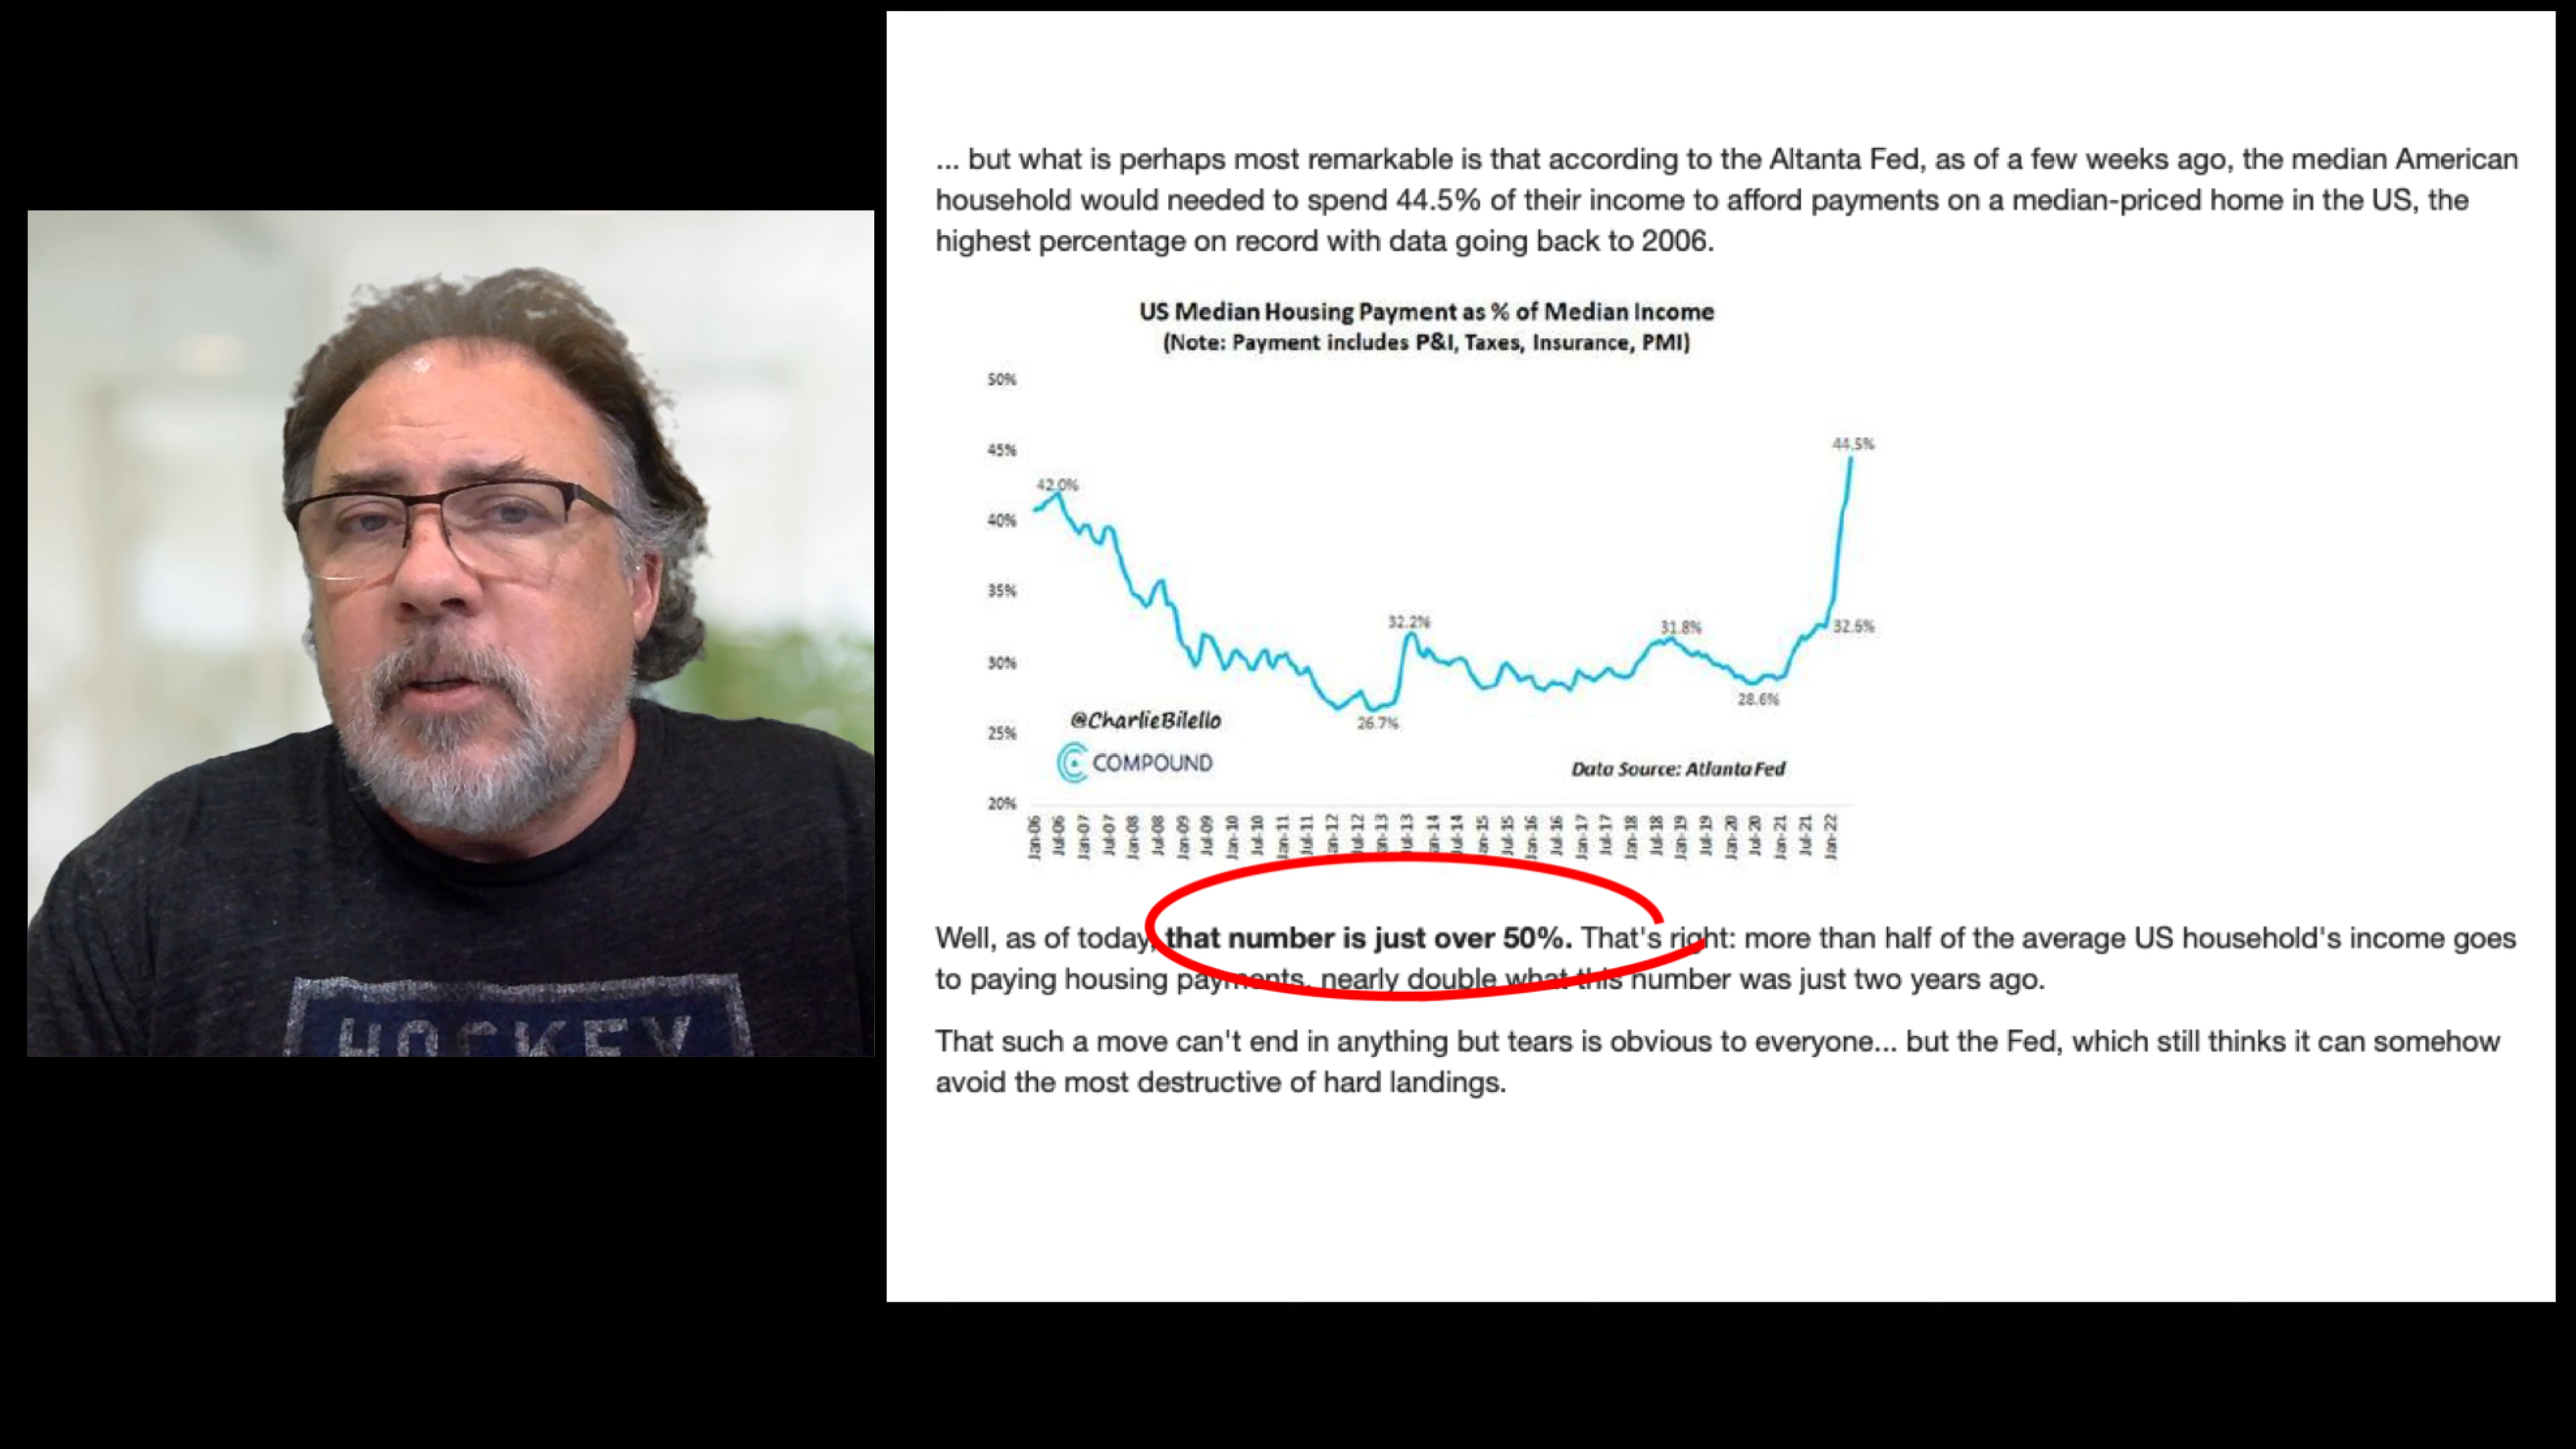 ... but what is perhaps most remarkable is that according to the Altanta Fed, as of a few weeks ago, the median American
household would needed to spend 44.5% of their income to afford payments on a median-priced home in the US, the
highest percentage on record with data going back to 2006.
US Median Housing Payment as % of Median Income
(Note: Payment includes P&I, Taxes, Insurance, PMI)
50%
45%
40%
35%
30%
25%
20%
42.0%
26.7%
32.2%
31.8%
28.6%
32.6%
44.5%
@CharlieBilello
COMPOUND
Data Source: Atlanta Fed
Jan-06
Jul-06
Jan-07
Jul-07
Jan-08
Jul-08
Jan-09
Jul-09
Jan-10
Jul-10
Jan-11
Jul-11
Jan-12
Jul-12
Jan-13
Jul-13
Jan-14
Jul-14
Jan-15
Jul-15
Jan-16
Jul-16
Jan-17
Jul-17
Jan-18
Jul-18
Jan-19
Jul-19
Jan-20
Jul-20
Jan-21
Jul-21
Jan-22
Well, as of today, that number is just over 50%. That's right: more than half of the average US household's income goes
to paying housing payments, nearly double what this number was just two years ago.
That such a move can't end in anything but tears is obvious to everyone... but the Fed, which still thinks it can somehow
avoid the most destructive of hard landings.
HOCKEY